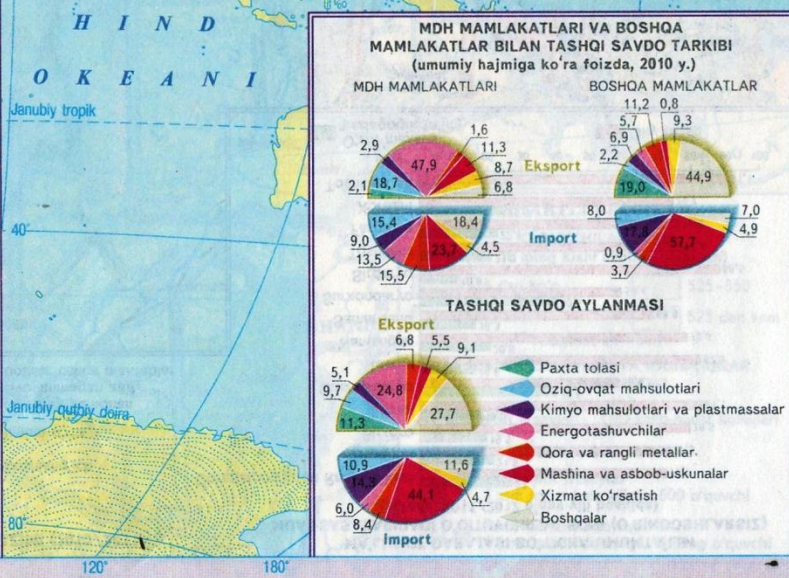 HIND
OKEANI
Janubiy tropik
40°
Janubiy qutbiy doira
80°
120°
180°
MDH MAMLAKATLARI VA BOSHQA
MAMLAKATLAR BILAN TASHQI SAVDO TARKIBI
(umumiy hajmiga ko'ra foizda, 2010 y.)
MDH MAMLAKATLARI
2,9
47,9
1,6
11,3
8,7
6,8
2,1
18,7
Eksport
15,4
9,0
13,5
15,5
23,7
4,5
18,4
Import
BOSHQA MAMLAKATLAR
11,2
0,8
5,7
9,3
6,9
2,2
19,0
44,9
8,0
17,8
0,9
3,7
57,7
4,9
7,0
TASHQI SAVDO AYLANMASI
Eksport
6,8
5,5
9,1
5,1
9,7
24,8
11,3
27,7
10,9
14,3
6,0
8,4
44,1
4,7
11,6
Import
Paxta tolasi
Oziq-ovqat mahsulotlari
Kimyo mahsulotlari va plastmassalar
Energotashuvchilar
Qora va rangli metallar
Mashina va asbob-uskunalar
Xizmat ko'rsatish
Boshqalar